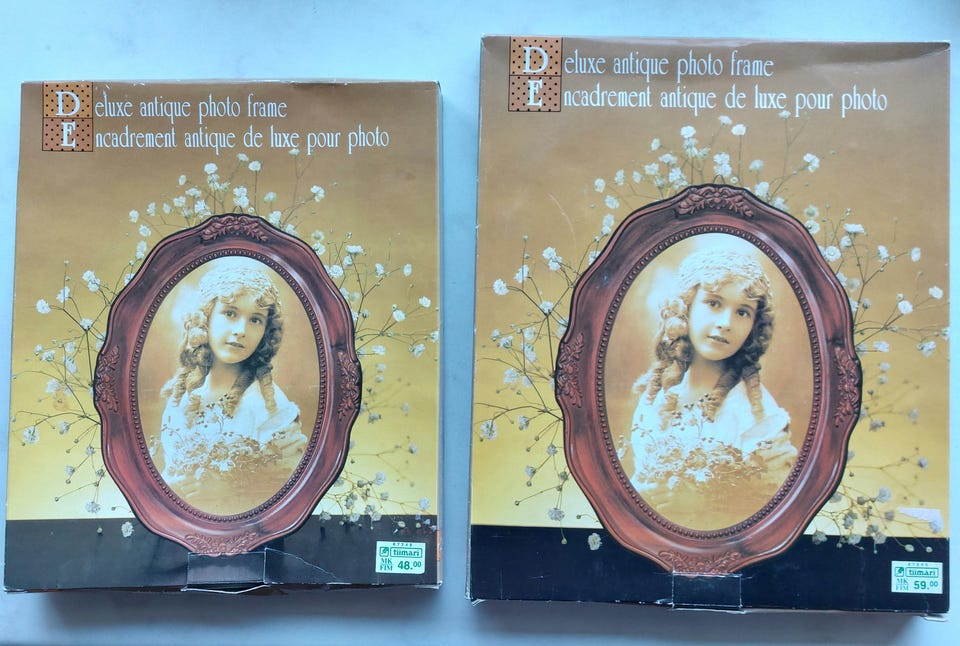 Deluxe antique photo frame
Encadrement antique de luxe pour photo
67249
tiimari
MK
FIM 48.00
Deluxe antique photo frame
Encadrement antique de luxe pour photo
tiimari
MK
FIM 59.00